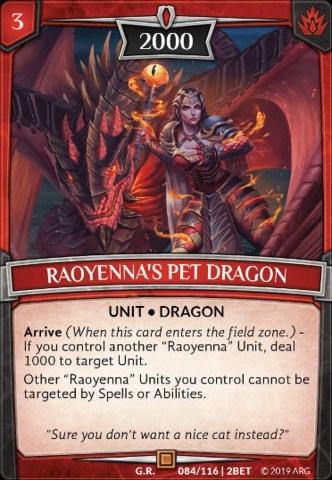 3
2000
RAOYENNA'S PET DRAGON
UNIT • DRAGON
Arrive (When this card enters the field zone.) -
If you control another “Raoyenna” Unit, deal
1000 to target Unit.
Other “Raoyenna” Units you control cannot be
targeted by Spells or Abilities.
"Sure you don't want a nice cat instead?"
G.R. 084/116 | 2BET © 2019 ARG